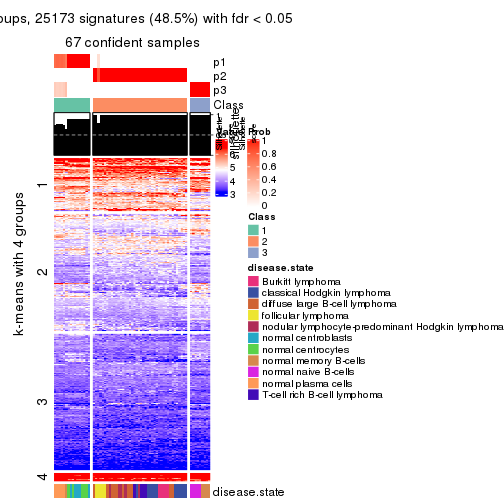 oups, 25173 signatures (48.5%) with fdr < 0.05
67 confident samples
p1
p2
p3
Class
1
Silhouette
score
Value
Prob
5
4
3
1
0.8
0.6
0.4
0.2
0
Class
1
2
3
disease.state
Burkitt lymphoma
classical Hodgkin lymphoma
diffuse large B-cell lymphoma
follicular lymphoma
nodular lymphocyte-predominant Hodgkin lymphoma
normal centroblasts
normal centrocytes
normal memory B-cells
normal naive B-cells
normal plasma cells
T-cell rich B-cell lymphoma
k-means with 4 groups
1
2
3
4
disease.state